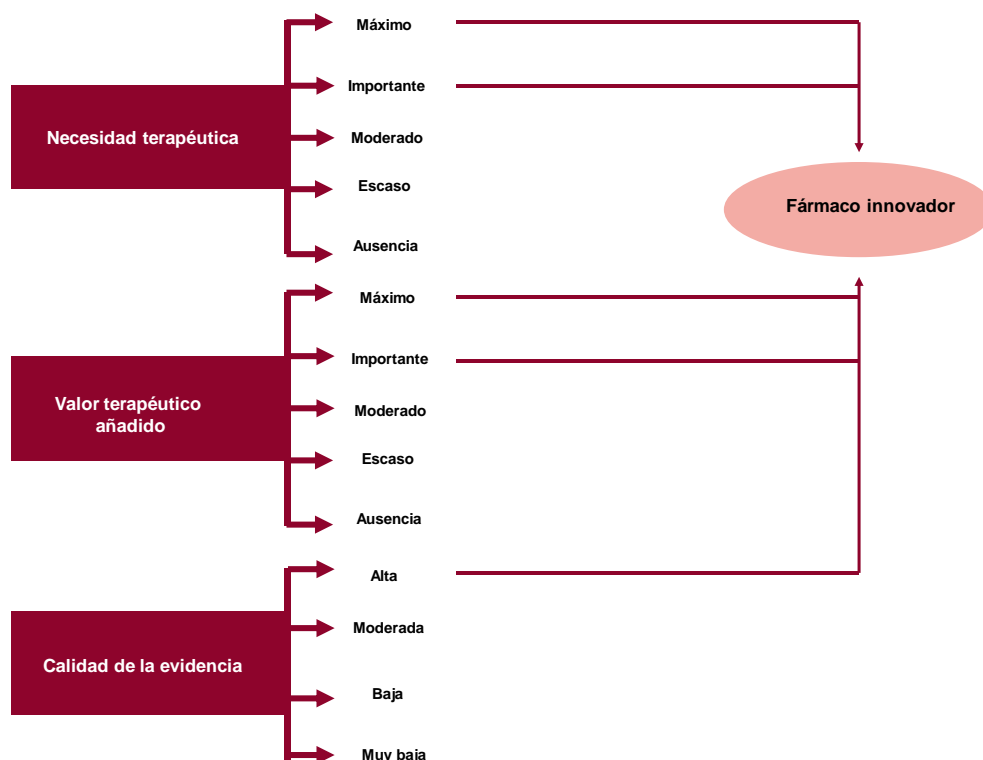 Necesidad terapéutica
Máximo
Importante
Moderado
Escaso
Ausencia
Fármaco innovador
Valor terapéutico
añadido
Máximo
Importante
Moderado
Escaso
Ausencia
Calidad de la evidencia
Alta
Moderada
Baja
Muy baja